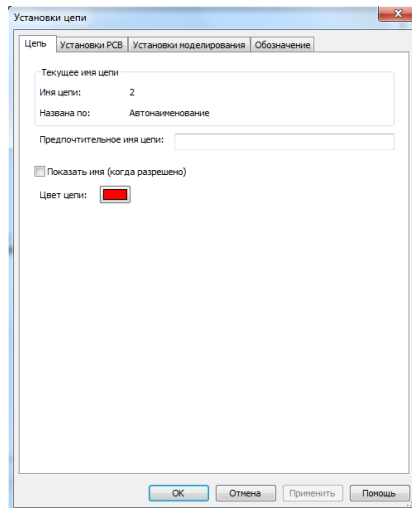 Установки цепи
Цепь Установки PCB Установки моделирования Обозначение
Текущее имя цепи
Имя цепи: 2
Названа по: Автонаименование
Предпочтительное имя цепи:
Показать имя (когда разрешено)
Цвет цепи:
OK Отмена Применить Помощь